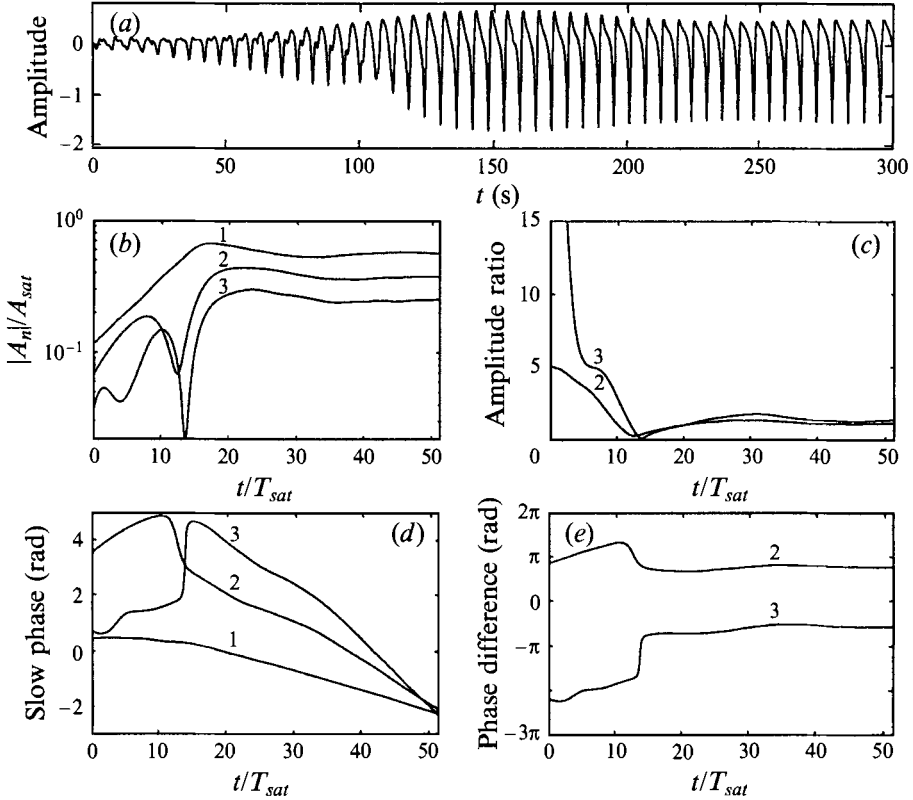 (a)
Amplitude
0
−1
−2
0 50 100 150 200 250 300
t (s)
(b)
|A_n|/A_sat
10^0
10^−1
1
2
3
0 10 20 30 40 50
t/T_sat
(c)
Amplitude ratio
15
10
5
0
3
2
0 10 20 30 40 50
t/T_sat
(d)
Slow phase (rad)
4
2
0
−2
3
2
1
0 10 20 30 40 50
t/T_sat
(e)
Phase difference (rad)
2π
π
0
−π
−3π
2
3
0 10 20 30 40 50
t/T_sat